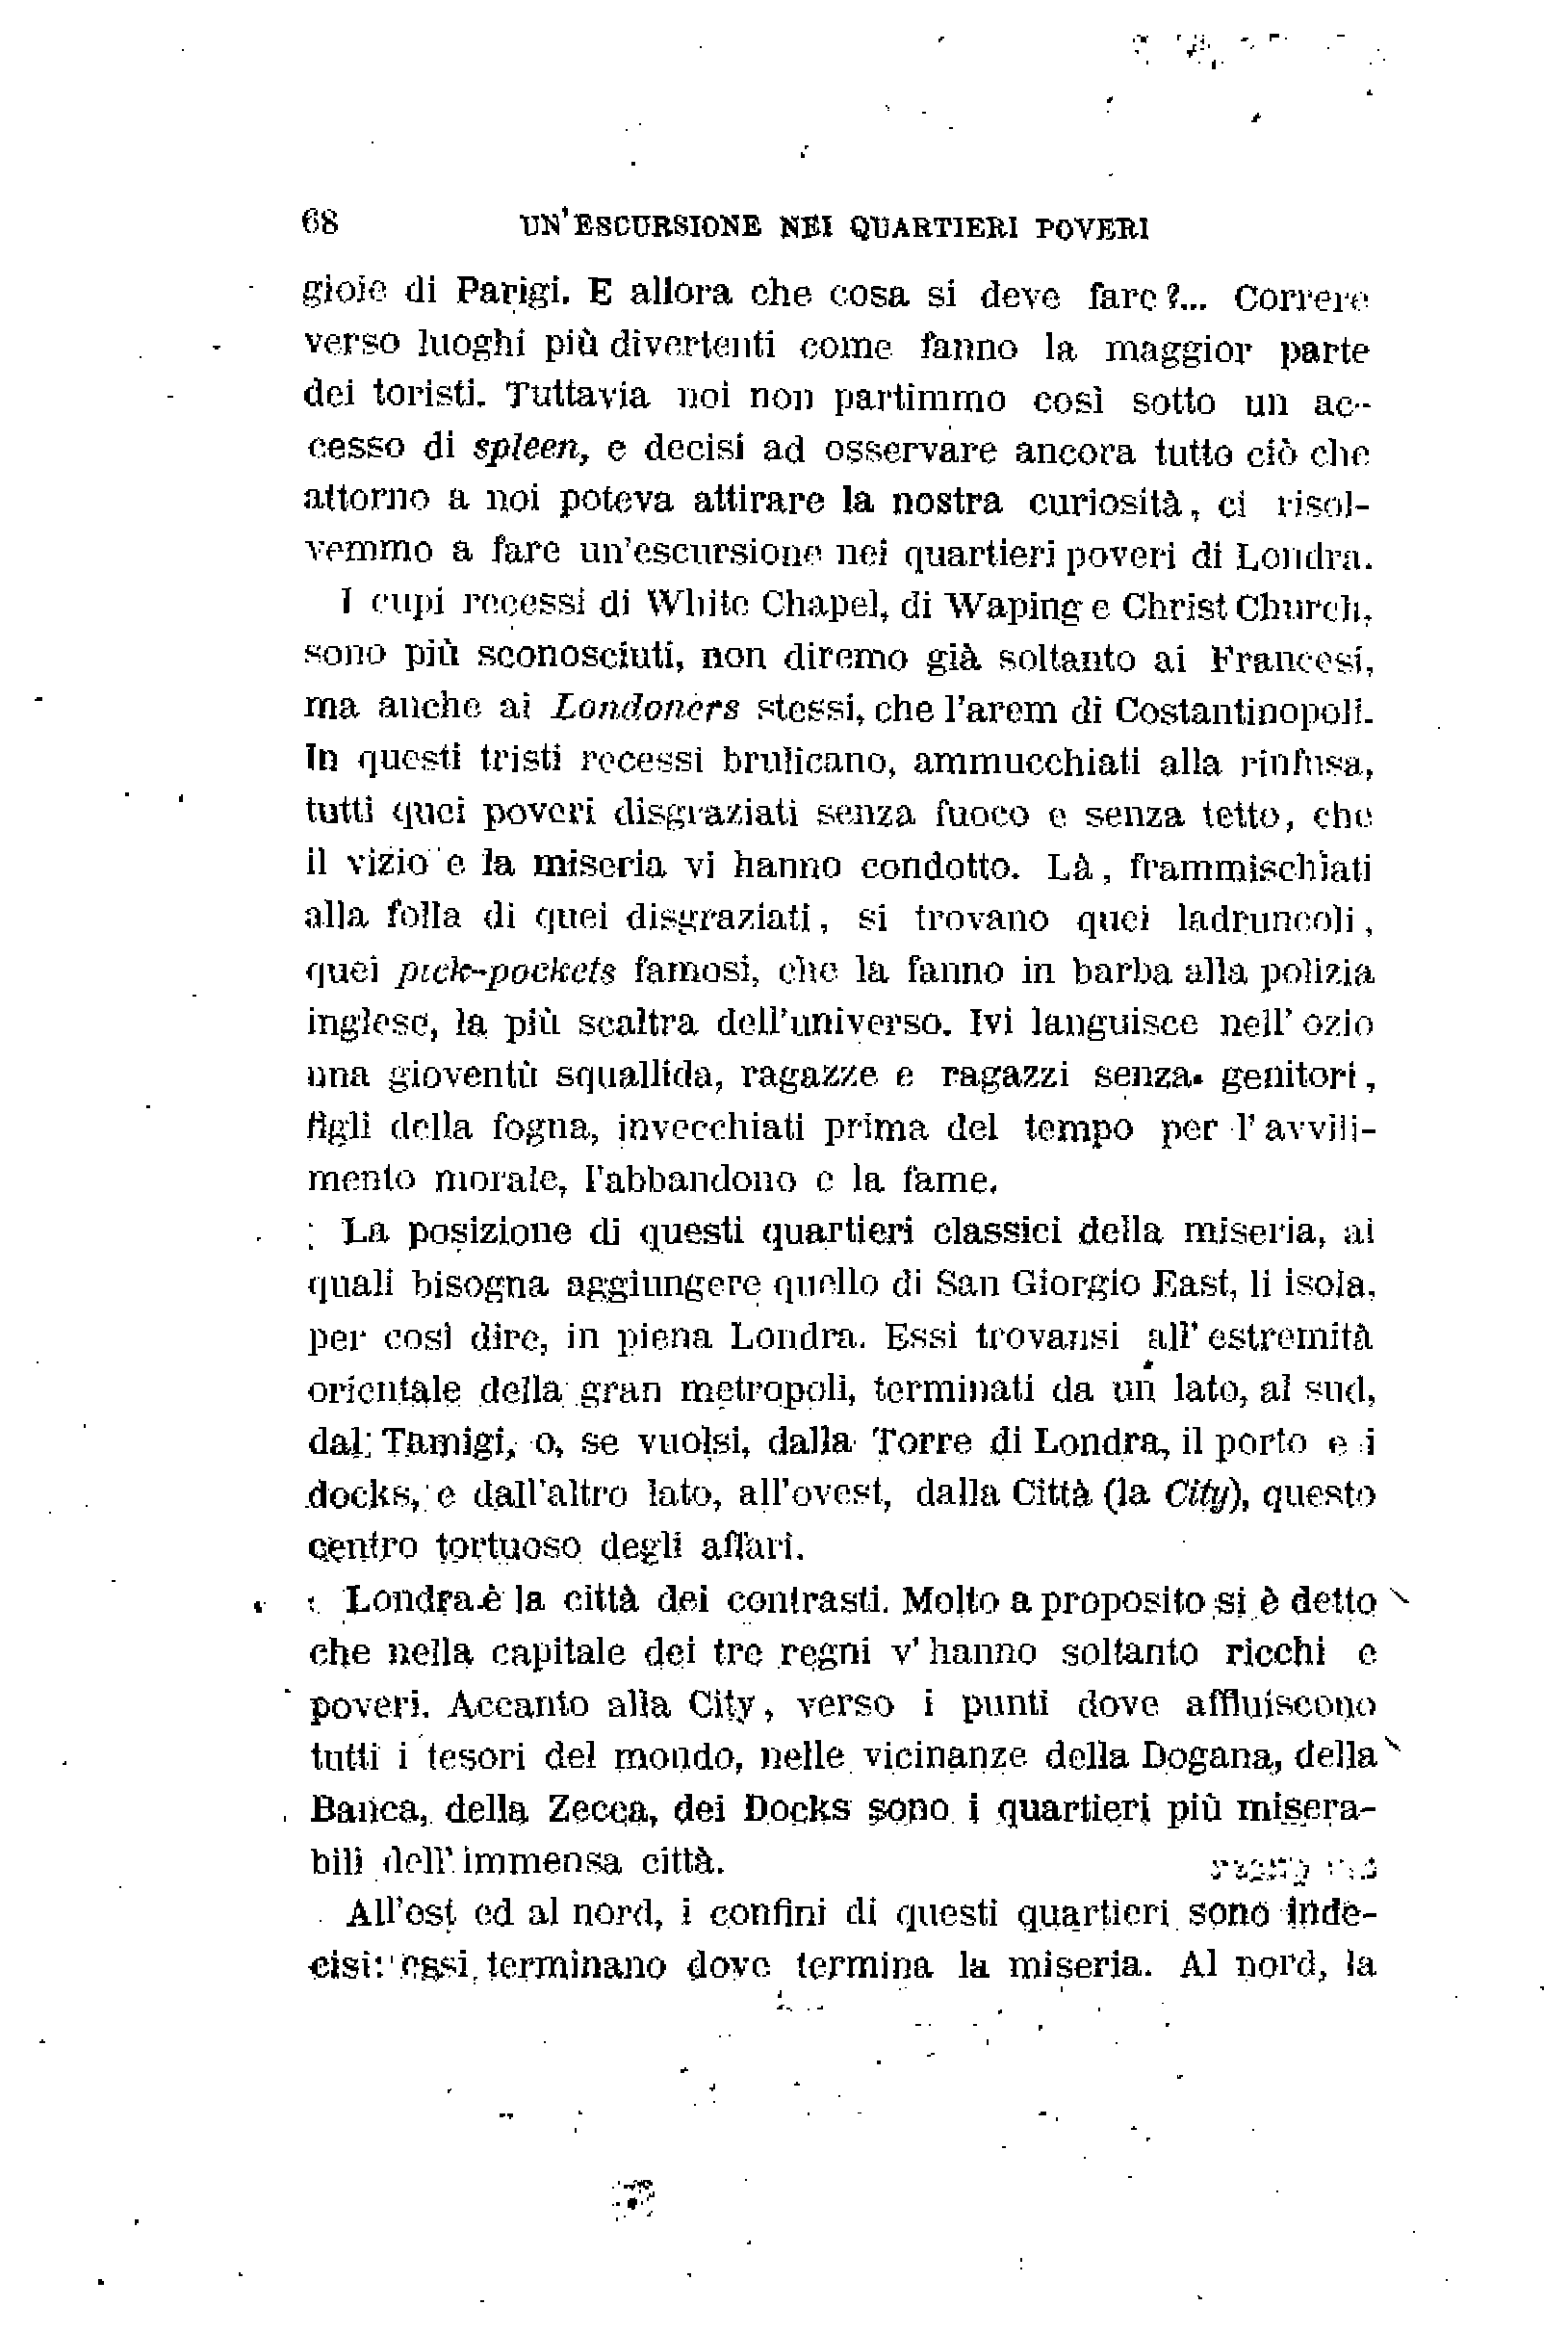 68 UN'ESCURSIONE NEI QUARTIERI POVERI
gioie di Parigi. E allora che cosa si deve fare?... Correre
verso luoghi più divertenti come fanno la maggior parte
dei toristi. Tuttavia noi non partimmo così sotto un ac-
cesso di spleen, e decisi ad osservare ancora tutto ciò che
attorno a noi poteva attirare la nostra curiosità, ci risol-
vemmo a fare un'escursione nei quartieri poveri di Londra.
I cupi recessi di White Chapel, di Waping e Christ Church,
sono più sconosciuti, non diremo già soltanto ai Francesi,
ma anche ai Londoners stessi, che l'arem di Costantinopoli.
In questi tristi recessi brulicano, ammucchiati alla rinfusa,
tutti quei poveri disgraziati senza fuoco e senza tetto, che
il vizio e la miseria vi hanno condotto. Là, frammischiati
alla folla di quei disgraziati, si trovano quei ladruncoli,
quei pick-pockets famosi, che la fanno in barba alla polizia
inglese, la più scaltra dell'universo. Ivi languisce nell'ozio
una gioventù squallida, ragazze e ragazzi senza genitori,
figli della fogna, invecchiati prima del tempo per l'avvili-
mento morale, l'abbandono e la fame.
La posizione di questi quartieri classici della miseria, ai
quali bisogna aggiungere quello di San Giorgio East, li isola,
per così dire, in piena Londra. Essi trovansi all'estremità
orientale della gran metropoli, terminati da un lato, al sud,
dal Tamigi, o, se vuolsi, dalla Torre di Londra, il porto e i
docks, e dall'altro lato, all'ovest, dalla Città (la City), questo
centro tortuoso degli affari.
Londra è la città dei contrasti. Molto a proposito si è detto
che nella capitale dei tre regni v'hanno soltanto ricchi e
poveri. Accanto alla City, verso i punti dove affluiscono
tutti i tesori del mondo, nelle vicinanze della Dogana, della
Banca, della Zecca, dei Docks sono i quartieri più misera-
bili dell'immensa città.
All'est ed al nord, i confini di questi quartieri sono inde-
cisi: essi terminano dove termina la miseria. Al nord, la